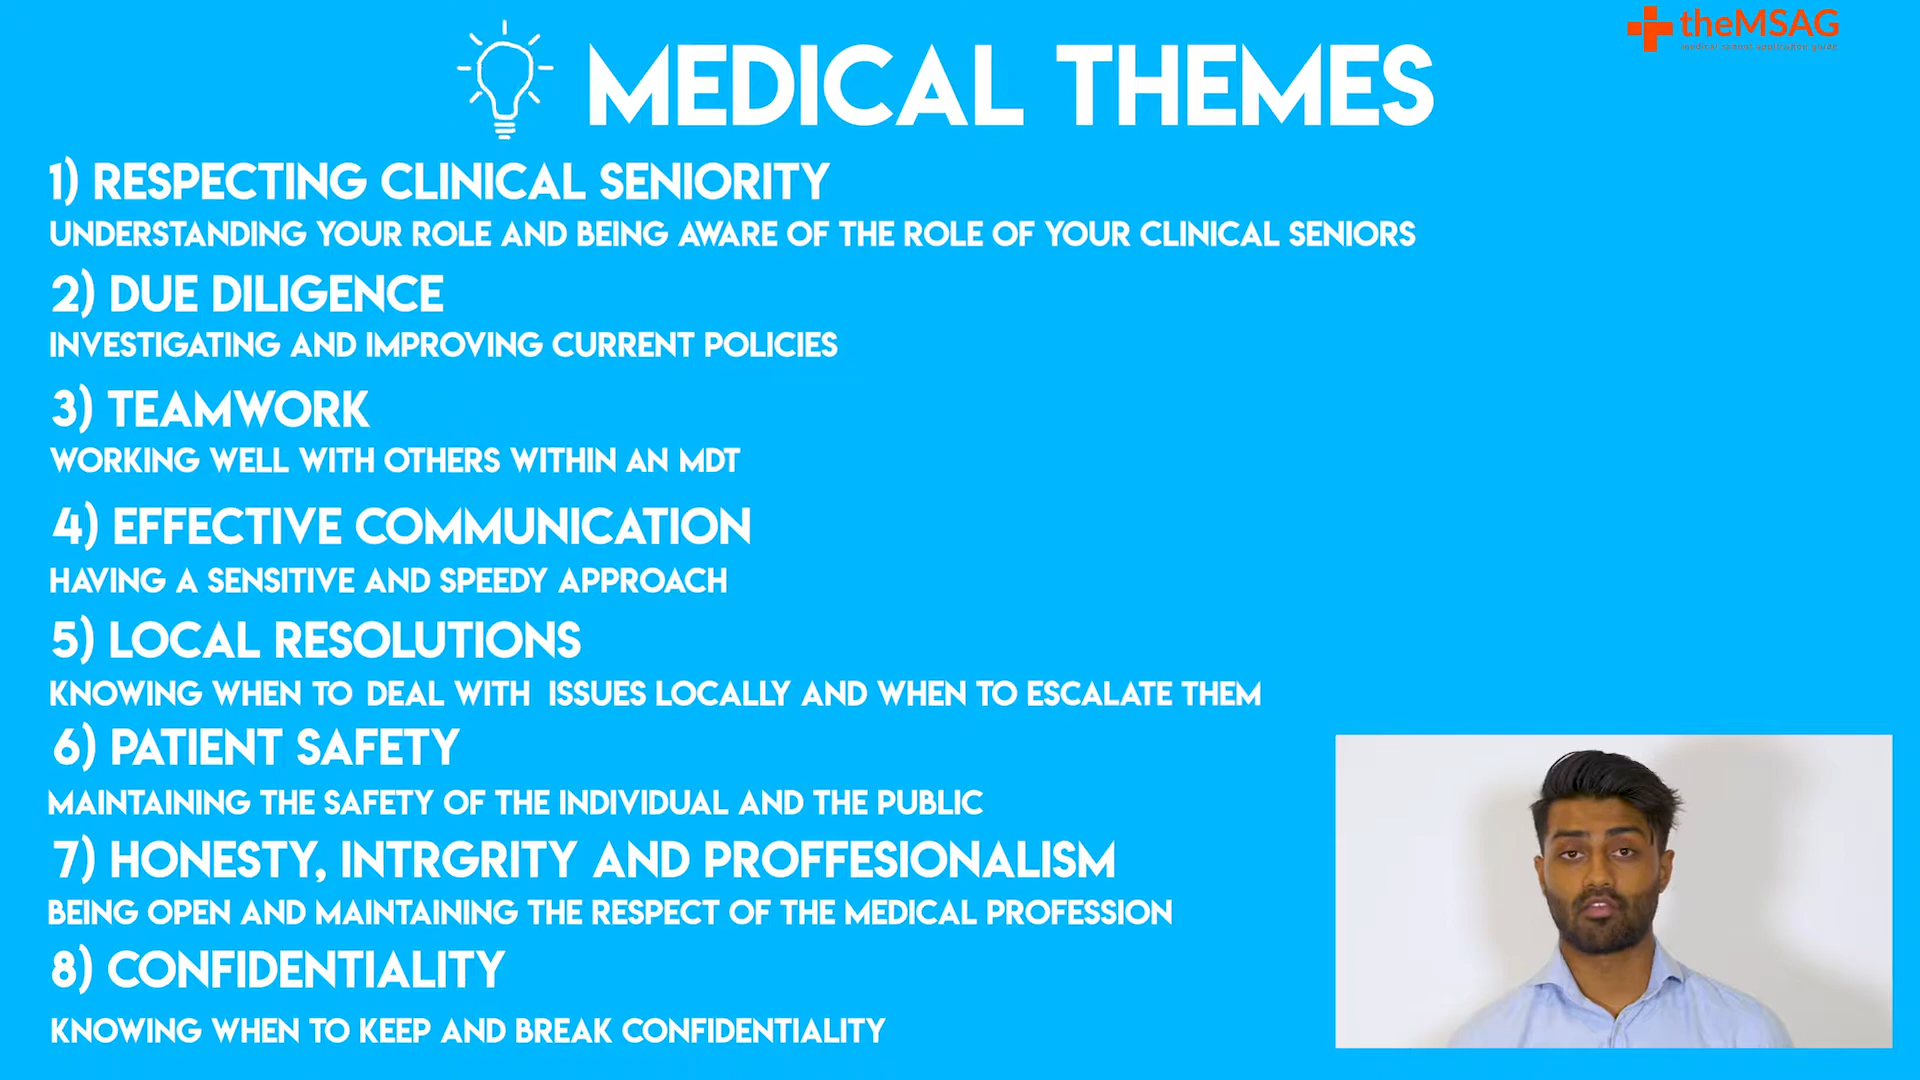 theMSAG
medical school application guide
MEDICAL THEMES
1) RESPECTING CLINICAL SENIORITY
UNDERSTANDING YOUR ROLE AND BEING AWARE OF THE ROLE OF YOUR CLINICAL SENIORS
2) DUE DILIGENCE
INVESTIGATING AND IMPROVING CURRENT POLICIES
3) TEAMWORK
WORKING WELL WITH OTHERS WITHIN AN MDT
4) EFFECTIVE COMMUNICATION
HAVING A SENSITIVE AND SPEEDY APPROACH
5) LOCAL RESOLUTIONS
KNOWING WHEN TO DEAL WITH ISSUES LOCALLY AND WHEN TO ESCALATE THEM
6) PATIENT SAFETY
MAINTAINING THE SAFETY OF THE INDIVIDUAL AND THE PUBLIC
7) HONESTY, INTRGRITY AND PROFFESIONALISM
BEING OPEN AND MAINTAINING THE RESPECT OF THE MEDICAL PROFESSION
8) CONFIDENTIALITY
KNOWING WHEN TO KEEP AND BREAK CONFIDENTIALITY